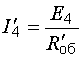 I′₄ = E₄ / R′об